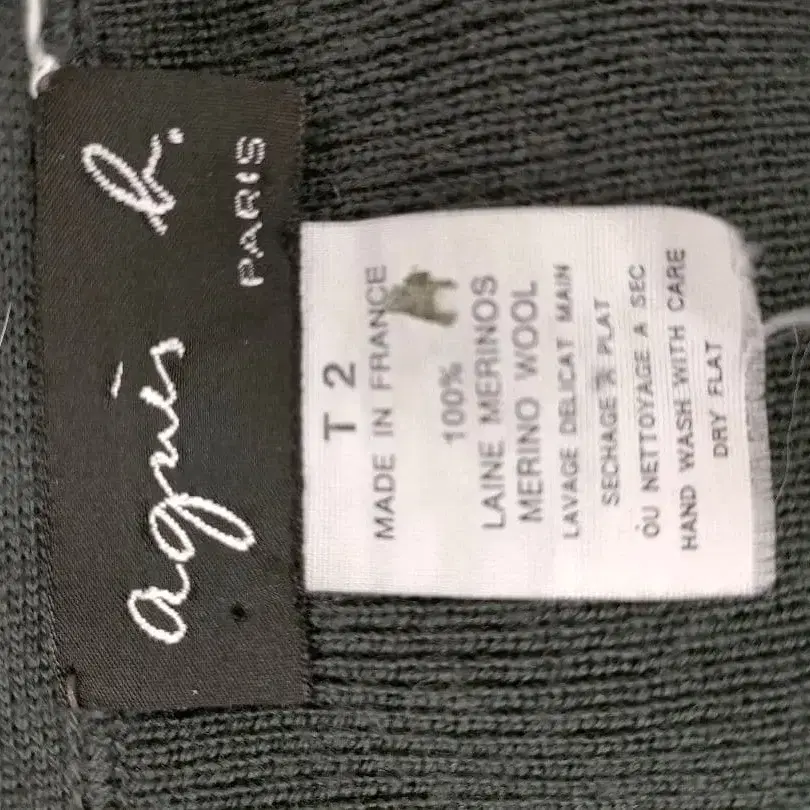 agnès b.
PARIS
T 2
MADE IN FRANCE
100%
LAINE MERINOS
MERINO WOOL
LAVAGE DELICAT MAIN
SECHAGE A PLAT
OU NETTOYAGE A SEC
HAND WASH WITH CARE
DRY FLAT